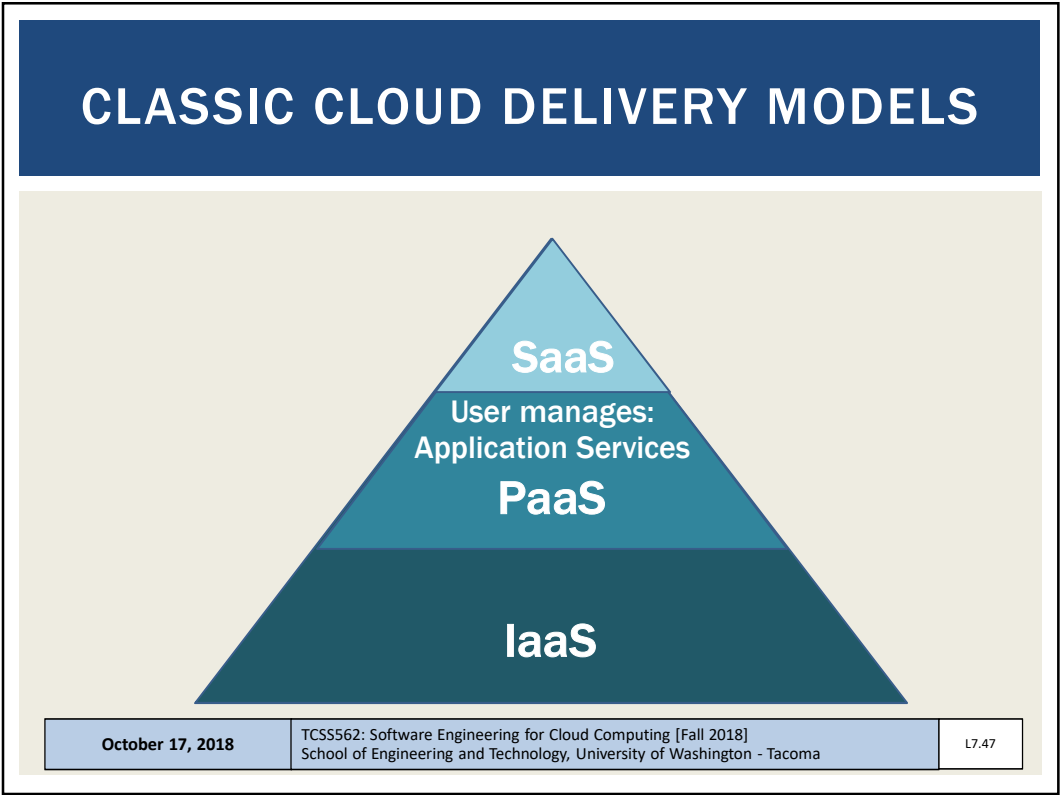 CLASSIC CLOUD DELIVERY MODELS
SaaS
User manages:
Application Services
PaaS
IaaS
October 17, 2018
TCSS562: Software Engineering for Cloud Computing [Fall 2018]
School of Engineering and Technology, University of Washington - Tacoma
L7.47